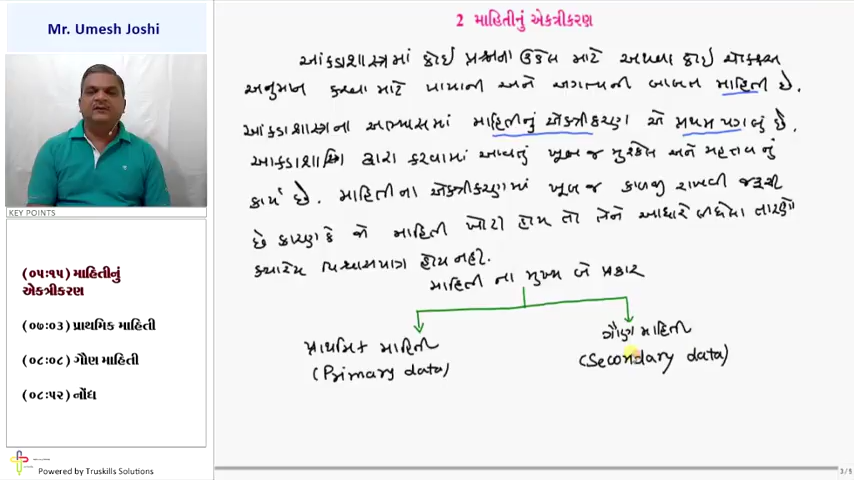 Mr. Umesh Joshi
2 માહિતીનું એકત્રીકરણ
આંકડાશાસ્ત્રમાં કોઈ પ્રશ્નના ઉકેલ માટે અથવા કોઈ ચોક્કસ
અનુમાન કરવા માટે પાયાની અને અગત્યની બાબત માહિતી છે.
આંકડાશાસ્ત્રના અભ્યાસમાં માહિતીનું એકત્રીકરણ એ પ્રથમ પગલું છે.
આંકડાશાસ્ત્રી દ્વારા કરવામાં આવતું ખૂબ જ મુશ્કેલ અને મહત્વનું
કાર્ય છે. માહિતીના એકત્રીકરણમાં ખૂબ જ કાળજી રાખવી જરૂરી
છે કારણ કે જો માહિતી ખોટી હોય તો તેને આધારે લીધેલા તારણો
ક્યારેય વિશ્વાસપાત્ર હોય નહી.
માહિતી ના મુખ્ય બે પ્રકાર
પ્રાથમિક માહિતી
(Primary data)
ગૌણ માહિતી
(Secondary data)
KEY POINTS
(૦૫:૧૫) માહિતીનું
એકત્રીકરણ
(૦૭:૦૩) પ્રાથમિક માહિતી
(૦૮:૦૮) ગૌણ માહિતી
(૦૮:૫૨) નોંધ
Powered by Truskills Solutions
3/5